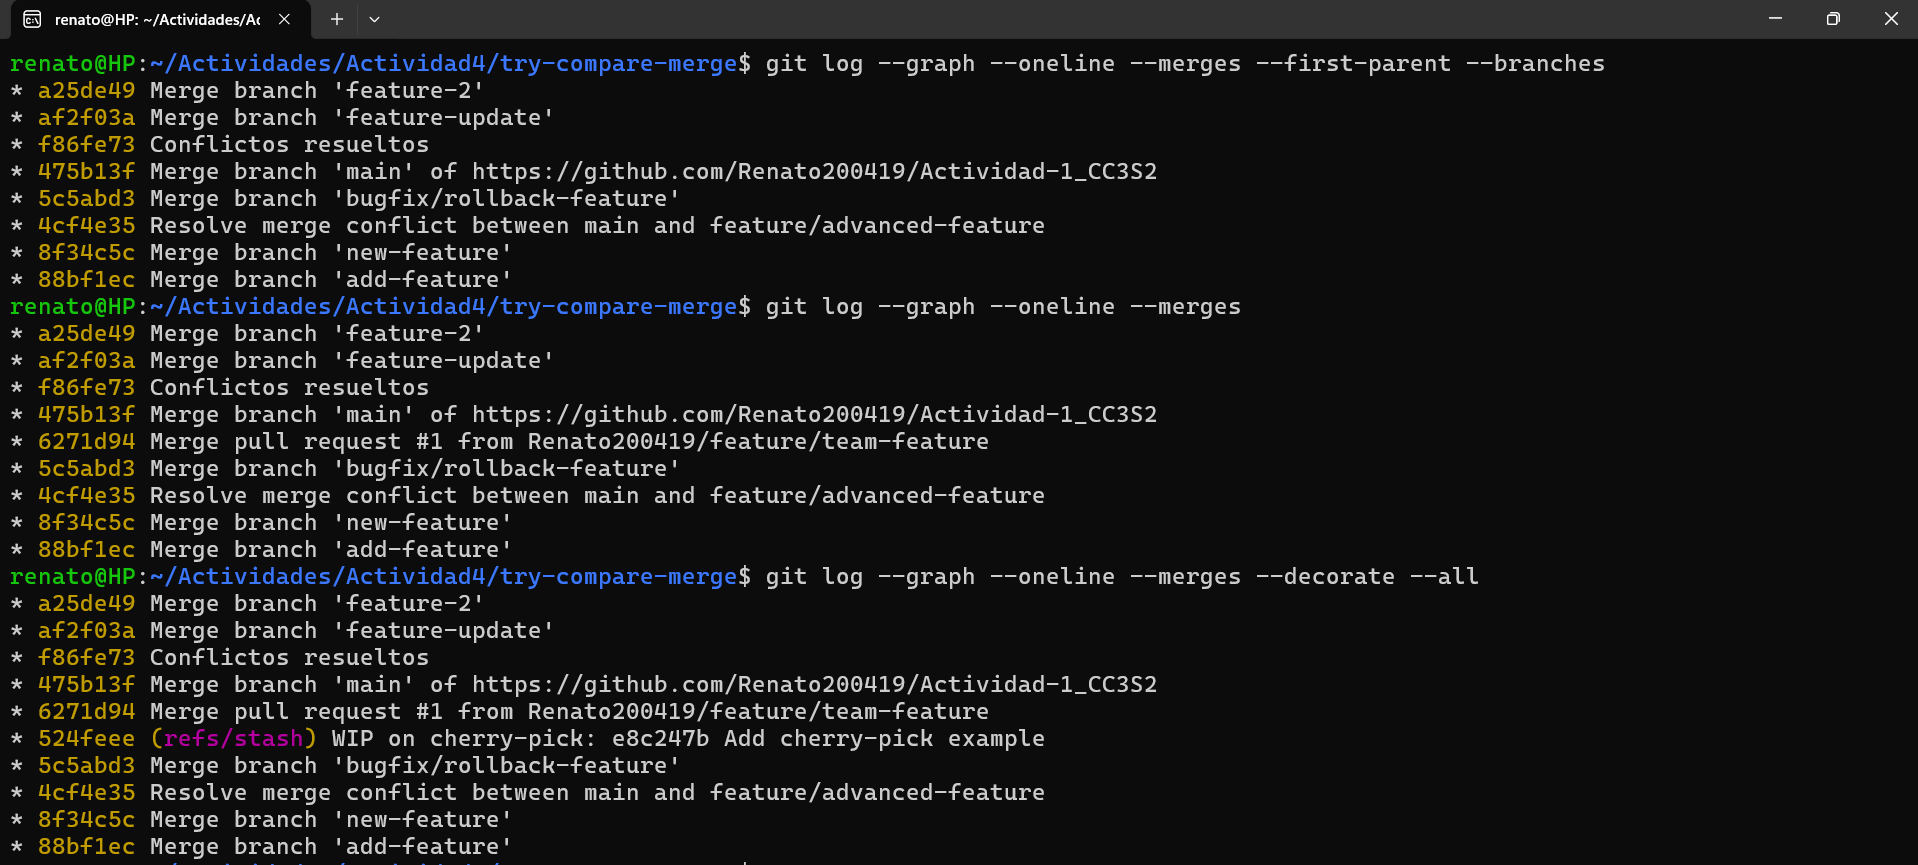 renato@HP: ~/Actividades/Ac
renato@HP:~/Actividades/Actividad4/try-compare-merge$ git log --graph --oneline --merges --first-parent --branches
* a25de49 Merge branch 'feature-2'
* af2f03a Merge branch 'feature-update'
* f86fe73 Conflictos resueltos
* 475b13f Merge branch 'main' of https://github.com/Renato200419/Actividad-1_CC3S2
* 5c5abd3 Merge branch 'bugfix/rollback-feature'
* 4cf4e35 Resolve merge conflict between main and feature/advanced-feature
* 8f34c5c Merge branch 'new-feature'
* 88bf1ec Merge branch 'add-feature'
renato@HP:~/Actividades/Actividad4/try-compare-merge$ git log --graph --oneline --merges
* a25de49 Merge branch 'feature-2'
* af2f03a Merge branch 'feature-update'
* f86fe73 Conflictos resueltos
* 475b13f Merge branch 'main' of https://github.com/Renato200419/Actividad-1_CC3S2
* 6271d94 Merge pull request #1 from Renato200419/feature/team-feature
* 5c5abd3 Merge branch 'bugfix/rollback-feature'
* 4cf4e35 Resolve merge conflict between main and feature/advanced-feature
* 8f34c5c Merge branch 'new-feature'
* 88bf1ec Merge branch 'add-feature'
renato@HP:~/Actividades/Actividad4/try-compare-merge$ git log --graph --oneline --merges --decorate --all
* a25de49 Merge branch 'feature-2'
* af2f03a Merge branch 'feature-update'
* f86fe73 Conflictos resueltos
* 475b13f Merge branch 'main' of https://github.com/Renato200419/Actividad-1_CC3S2
* 6271d94 Merge pull request #1 from Renato200419/feature/team-feature
* 524feee (refs/stash) WIP on cherry-pick: e8c247b Add cherry-pick example
* 5c5abd3 Merge branch 'bugfix/rollback-feature'
* 4cf4e35 Resolve merge conflict between main and feature/advanced-feature
* 8f34c5c Merge branch 'new-feature'
* 88bf1ec Merge branch 'add-feature'